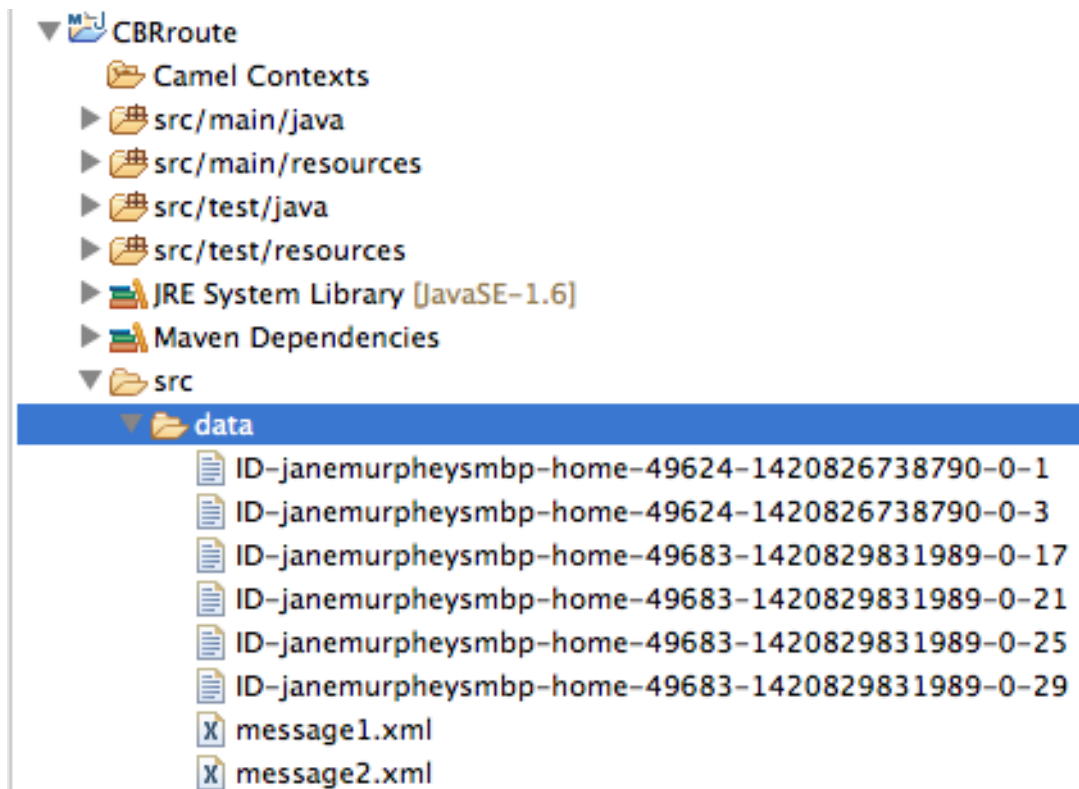 CBRroute
Camel Contexts
src/main/java
src/main/resources
src/test/java
src/test/resources
JRE System Library [JavaSE-1.6]
Maven Dependencies
src
data
ID-janemurpheysmbp-home-49624-1420826738790-0-1
ID-janemurpheysmbp-home-49624-1420826738790-0-3
ID-janemurpheysmbp-home-49683-1420829831989-0-17
ID-janemurpheysmbp-home-49683-1420829831989-0-21
ID-janemurpheysmbp-home-49683-1420829831989-0-25
ID-janemurpheysmbp-home-49683-1420829831989-0-29
message1.xml
message2.xml